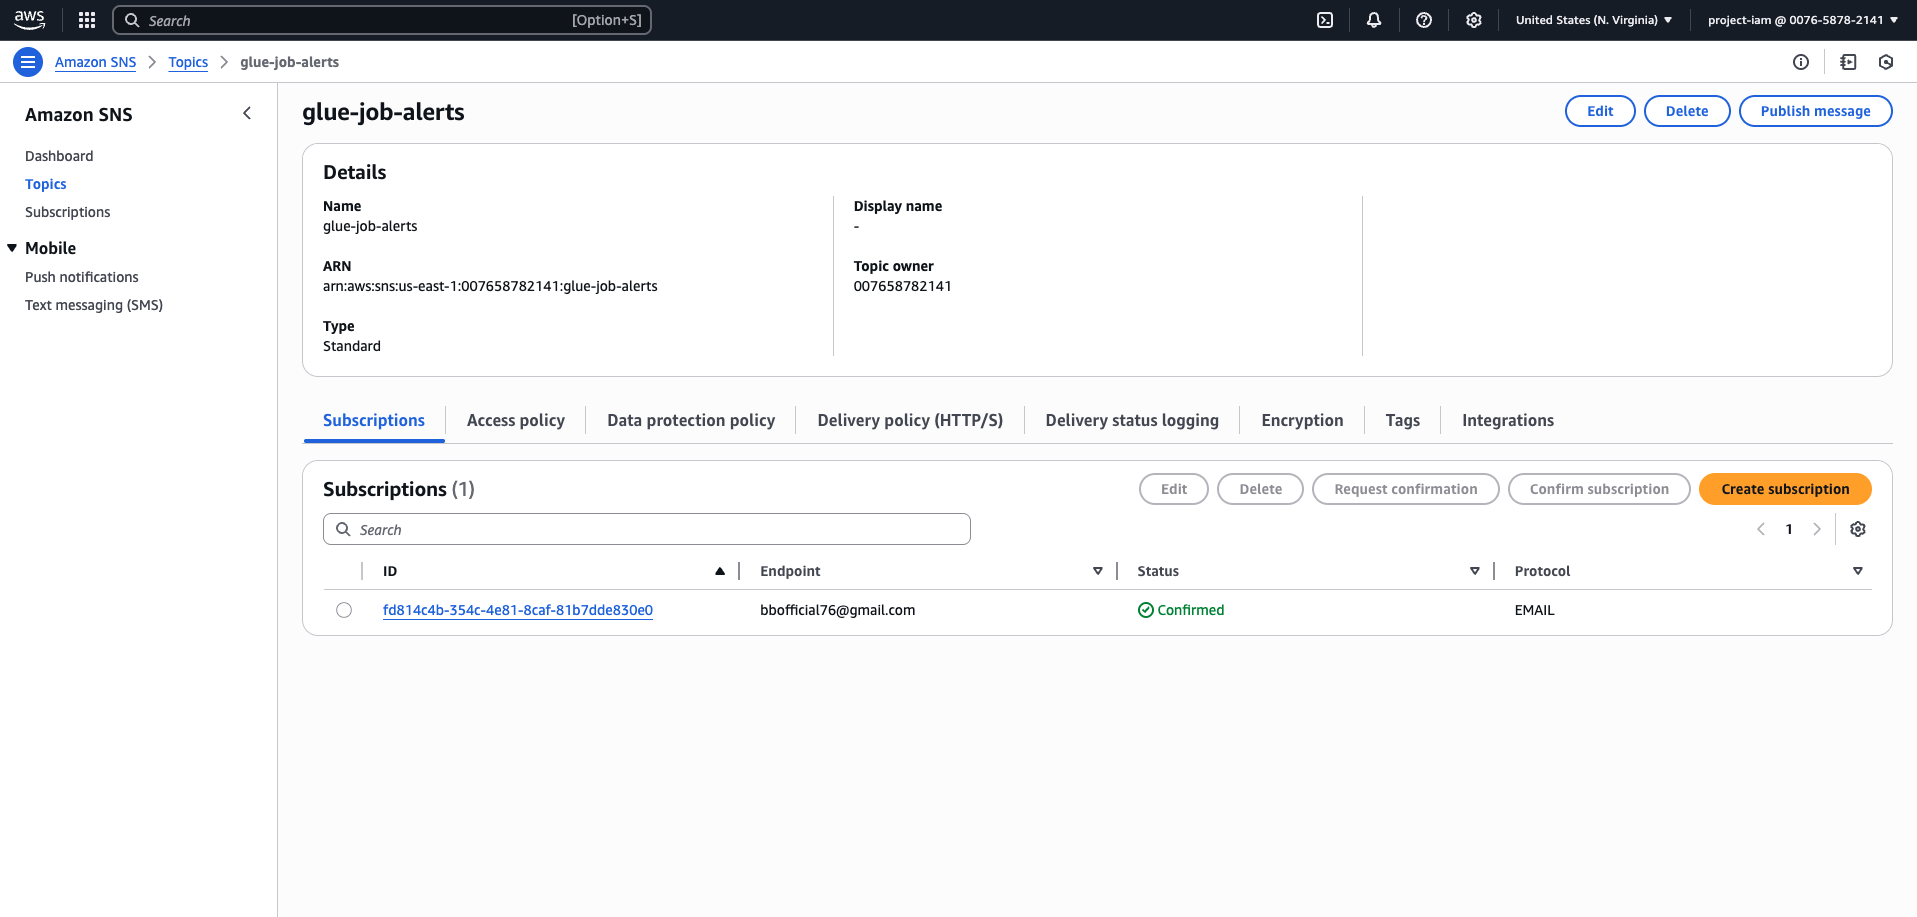 aws
Search [Option+S]
United States (N. Virginia)
project-iam @ 0076-5878-2141
Amazon SNS
Topics
glue-job-alerts
Amazon SNS
Dashboard
Topics
Subscriptions
Mobile
Push notifications
Text messaging (SMS)
glue-job-alerts
Edit
Delete
Publish message
Details
Name
glue-job-alerts
ARN
arn:aws:sns:us-east-1:007658782141:glue-job-alerts
Type
Standard
Display name
-
Topic owner
007658782141
Subscriptions
Access policy
Data protection policy
Delivery policy (HTTP/S)
Delivery status logging
Encryption
Tags
Integrations
Subscriptions (1)
Edit
Delete
Request confirmation
Confirm subscription
Create subscription
Search
1
ID
Endpoint
Status
Protocol
fd814c4b-354c-4e81-8caf-81b7dde830e0
bbofficial76@gmail.com
Confirmed
EMAIL